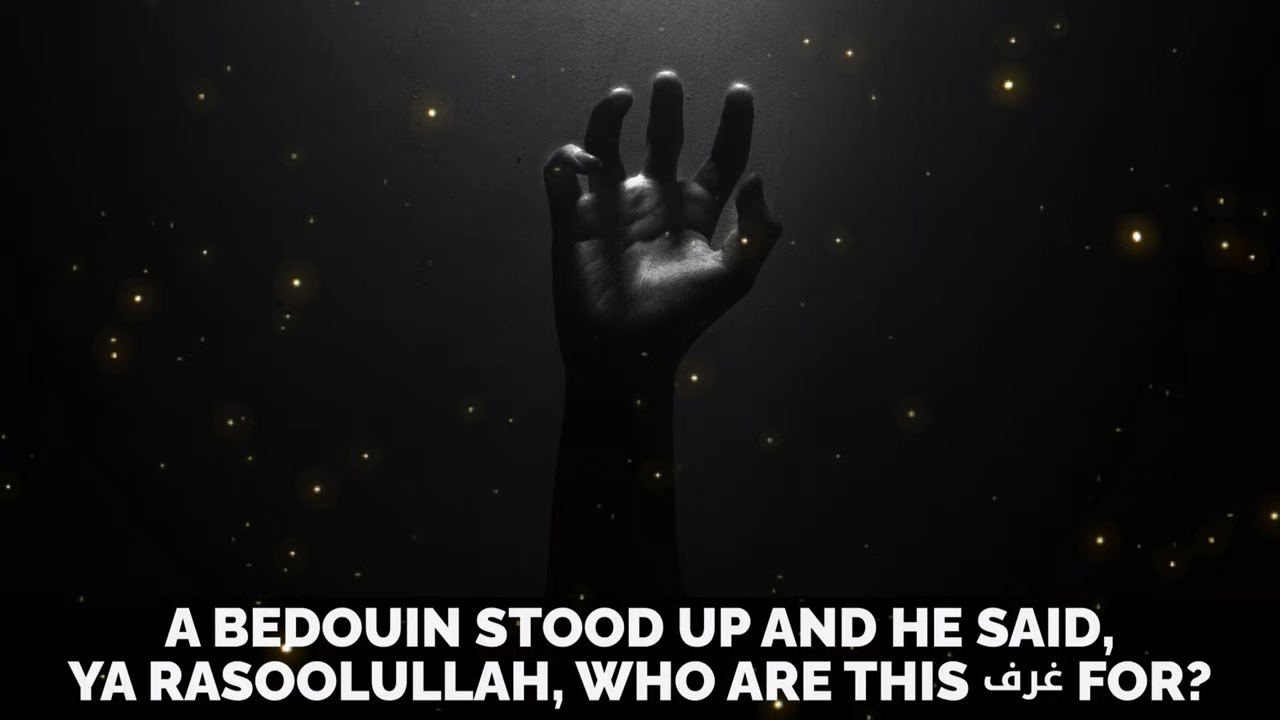 A BEDOUIN STOOD UP AND HE SAID,
YA RASOOLULLAH, WHO ARE THIS غرف FOR?